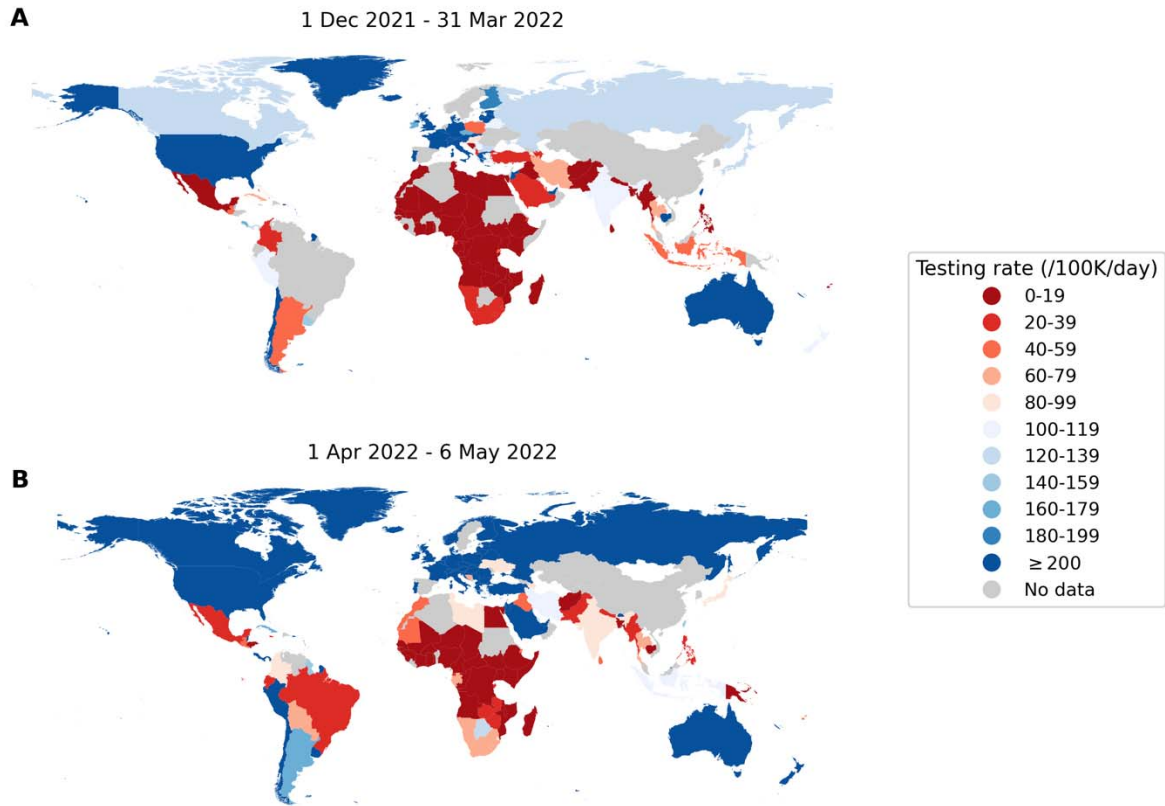 A
1 Dec 2021 - 31 Mar 2022
Testing rate (/100K/day)
0-19
20-39
40-59
60-79
80-99
100-119
120-139
140-159
160-179
180-199
≥ 200
No data
1 Apr 2022 - 6 May 2022
B